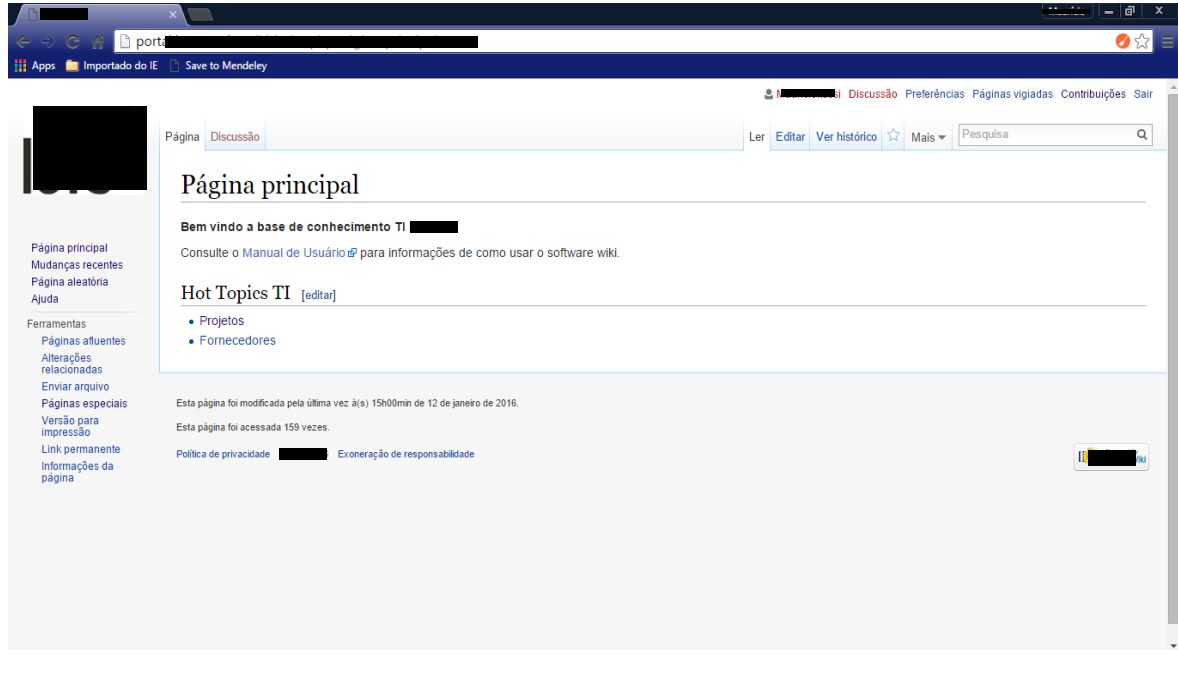 Apps Importado do IE Save to Mendeley
Discussão Preferências Páginas vigiadas Contribuições Sair
Página Discussão Ler Editar Ver histórico Mais Pesquisa
Página principal
Bem vindo a base de conhecimento TI
Consulte o Manual de Usuário para informações de como usar o software wiki.
Hot Topics TI [editar]
Projetos
Fornecedores
Página principal
Mudanças recentes
Página aleatória
Ajuda
Ferramentas
Páginas afluentes
Alterações
relacionadas
Enviar arquivo
Páginas especiais
Versão para
impressão
Link permanente
Informações da
página
Esta página foi modificada pela última vez à(s) 15h00min de 12 de janeiro de 2016.
Esta página foi acessada 159 vezes.
Política de privacidade Exoneração de responsabilidade